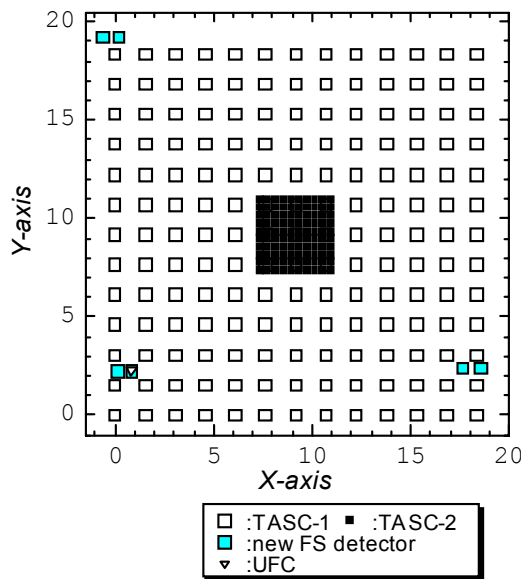 20
15
10
5
0
Y-axis
0 5 10 15 20
X-axis
:TASC-1 :TASC-2
:new FS detector
:UFC